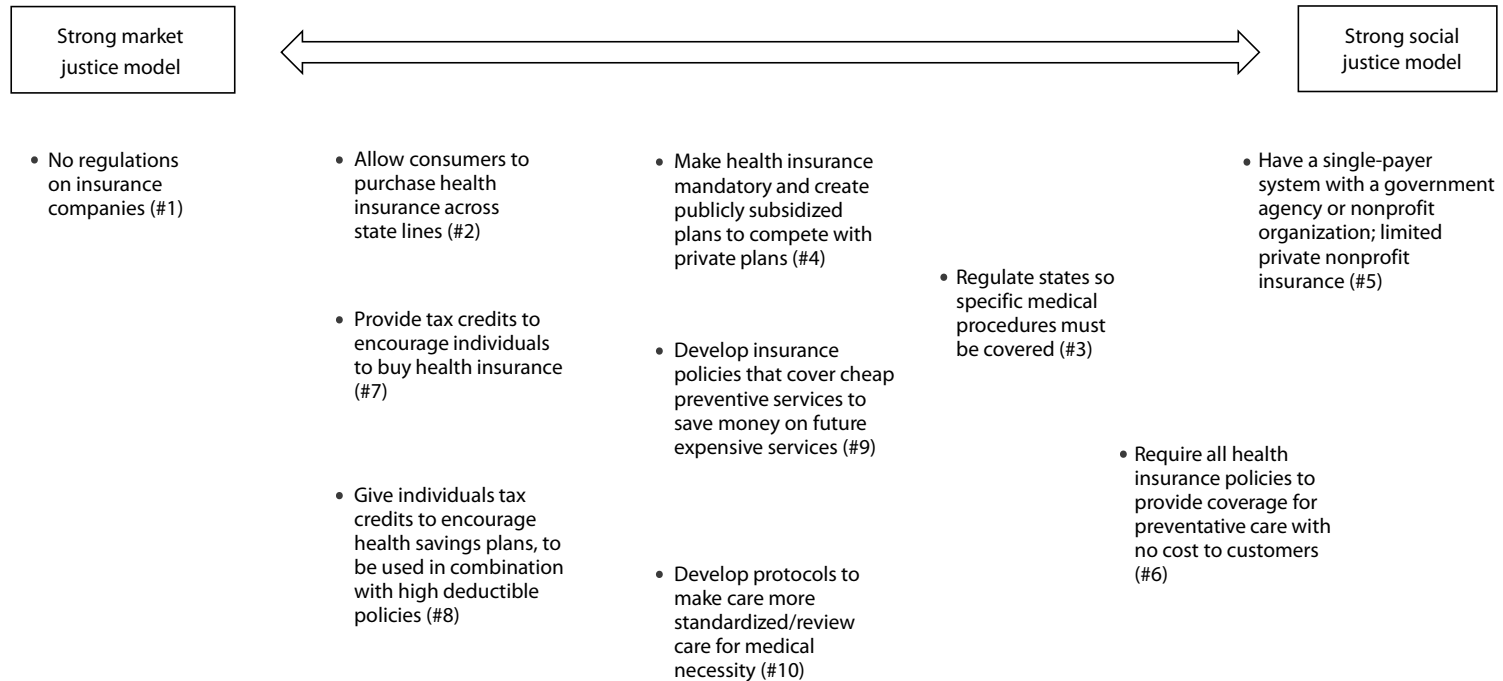 Strong market
justice model
Strong social
justice model
• No regulations
on insurance
companies (#1)
• Allow consumers to
purchase health
insurance across
state lines (#2)
• Provide tax credits to
encourage individuals
to buy health insurance
(#7)
• Give individuals tax
credits to encourage
health savings plans, to
be used in combination
with high deductible
policies (#8)
• Make health insurance
mandatory and create
publicly subsidized
plans to compete with
private plans (#4)
• Develop insurance
policies that cover cheap
preventive services to
save money on future
expensive services (#9)
• Develop protocols to
make care more
standardized/review
care for medical
necessity (#10)
• Regulate states so
specific medical
procedures must
be covered (#3)
• Require all health
insurance policies to
provide coverage for
preventative care with
no cost to customers
(#6)
• Have a single-payer
system with a government
agency or nonprofit
organization; limited
private nonprofit
insurance (#5)